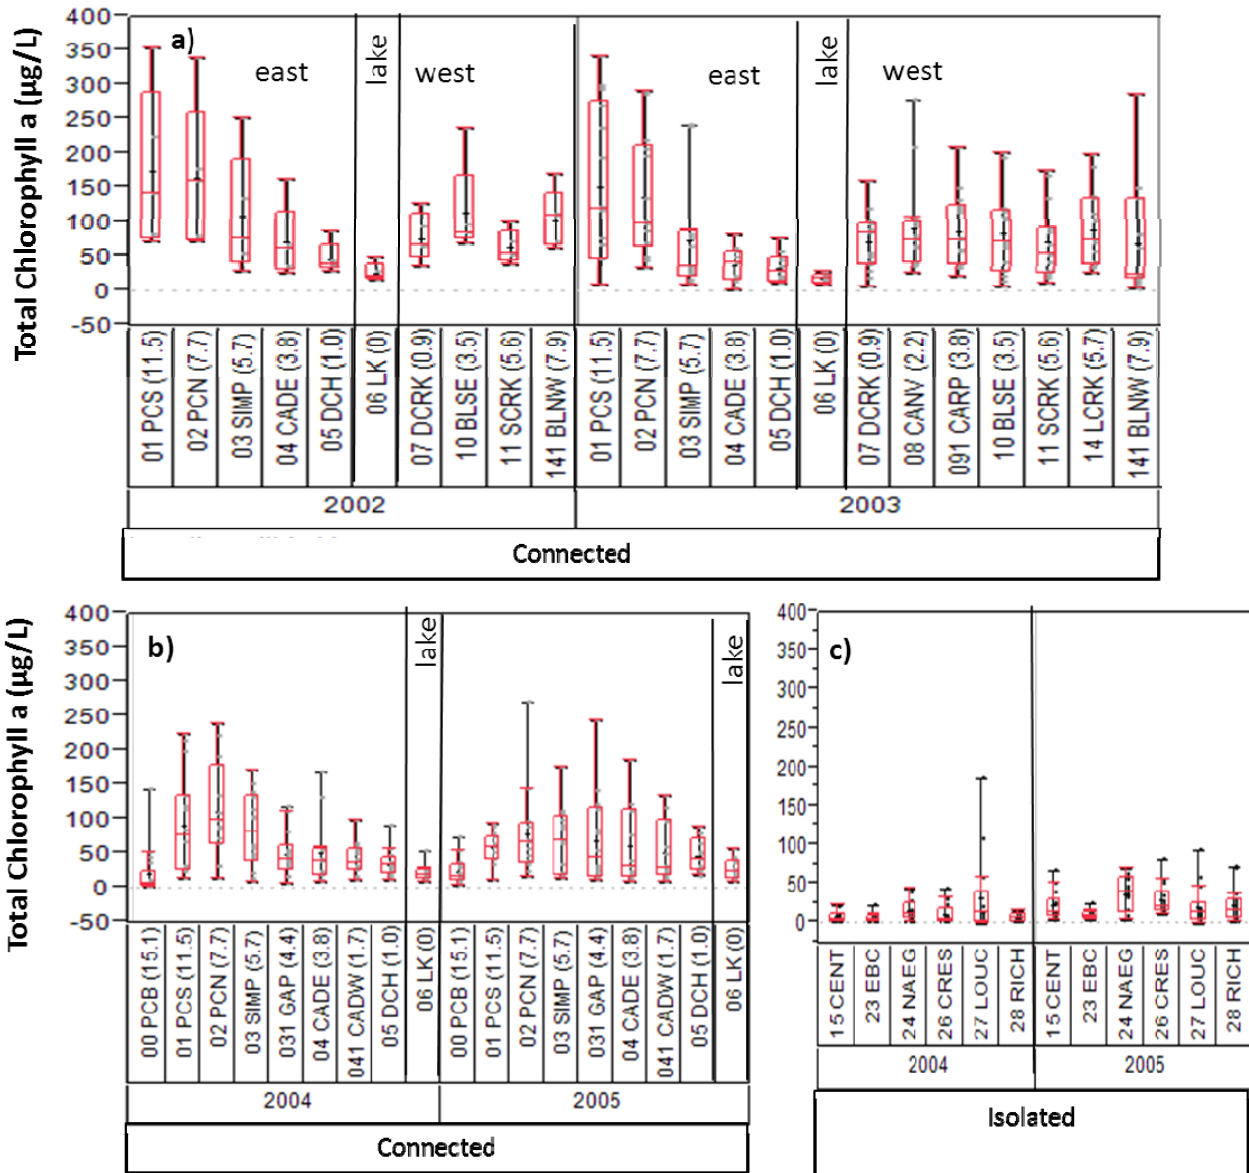 Total Chlorophyll a (µg/L)
400
350
300
250
200
150
100
50
0
-50
a)
east
lake
west
east
lake
west
01 PCS (11.5)
02 PCN (7.7)
03 SIMP (5.7)
04 CADE (3.8)
05 DCH (1.0)
06 LK (0)
07 DCRK (0.9)
10 BLSE (3.5)
11 SCRK (5.6)
141 BLNW (7.9)
01 PCS (11.5)
02 PCN (7.7)
03 SIMP (5.7)
04 CADE (3.8)
05 DCH (1.0)
06 LK (0)
07 DCRK (0.9)
08 CANV (2.2)
091 CARP (3.8)
10 BLSE (3.5)
11 SCRK (5.6)
14 LCRK (5.7)
141 BLNW (7.9)
2002
2003
Connected
Total Chlorophyll a (µg/L)
400
350
300
250
200
150
100
50
0
-50
b)
lake
lake
00 PCB (15.1)
01 PCS (11.5)
02 PCN (7.7)
03 SIMP (5.7)
031 GAP (4.4)
04 CADE (3.8)
041 CADW (1.7)
05 DCH (1.0)
06 LK (0)
00 PCB (15.1)
01 PCS (11.5)
02 PCN (7.7)
03 SIMP (5.7)
031 GAP (4.4)
04 CADE (3.8)
041 CADW (1.7)
05 DCH (1.0)
06 LK (0)
2004
2005
Connected
400
350
300
250
200
150
100
50
0
c)
15 CENT
23 EBC
24 NAEG
26 CRES
27 LOUC
28 RICH
15 CENT
23 EBC
24 NAEG
26 CRES
27 LOUC
28 RICH
2004
2005
Isolated